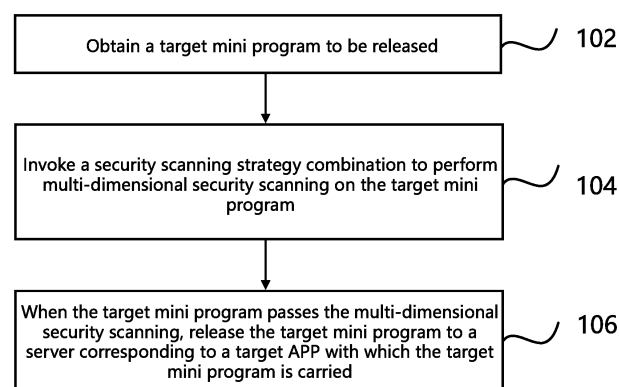 Obtain a target mini program to be released
102
Invoke a security scanning strategy combination to perform
multi-dimensional security scanning on the target mini
program
104
When the target mini program passes the multi-dimensional
security scanning, release the target mini program to a
server corresponding to a target APP with which the target
mini program is carried
106